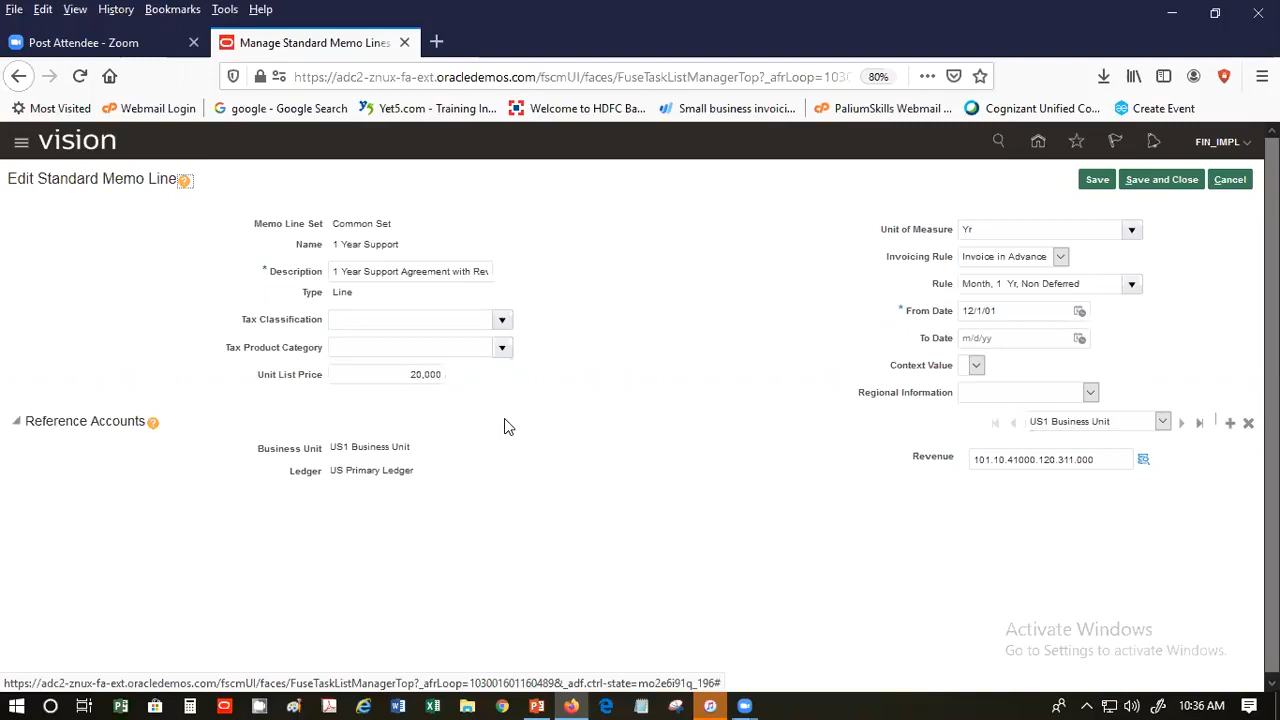 File Edit View History Bookmarks Tools Help
Post Attendee - Zoom
Manage Standard Memo Lines
https://adc2-znux-fa-ext.oracledemos.com/fscmUI/faces/FuseTaskListManagerTop?_afrLoop=1030
80%
Most Visited Webmail Login google - Google Search Yet5.com - Training In... Welcome to HDFC Ba... Small business invoici... PaliumSkills Webmail ... Cognizant Unified Co... Create Event
vision
FIN_IMPL
Edit Standard Memo Line
Save Save and Close Cancel
Memo Line Set Common Set
Name 1 Year Support
* Description 1 Year Support Agreement with Rev
Type Line
Tax Classification
Tax Product Category
Unit List Price 20,000
Unit of Measure Yr
Invoicing Rule Invoice in Advance
Rule Month, 1 Yr, Non Deferred
* From Date 12/1/01
To Date m/d/yy
Context Value
Regional Information
Reference Accounts
US1 Business Unit
Business Unit US1 Business Unit
Ledger US Primary Ledger
Revenue 101.10.41000.120.311.000
Activate Windows
Go to Settings to activate Windows.
https://adc2-znux-fa-ext.oracledemos.com/fscmUI/faces/FuseTaskListManagerTop?_afrLoop=1030016011604898&_adf.ctrl-state=mo2e6i91q_196#
10:36 AM